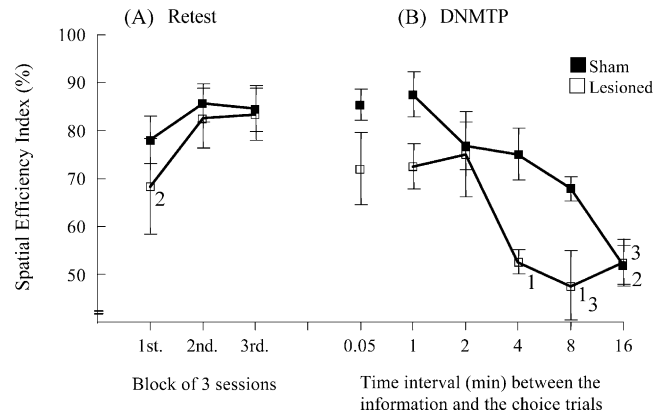 (A) Retest
(B) DNMTP
Sham
Lesioned
Spatial Efficiency Index (%)
100
90
80
70
60
50
2
1
1
3
3
2
1st. 2nd. 3rd.
0.05 1 2 4 8 16
Block of 3 sessions
Time interval (min) between the
information and the choice trials